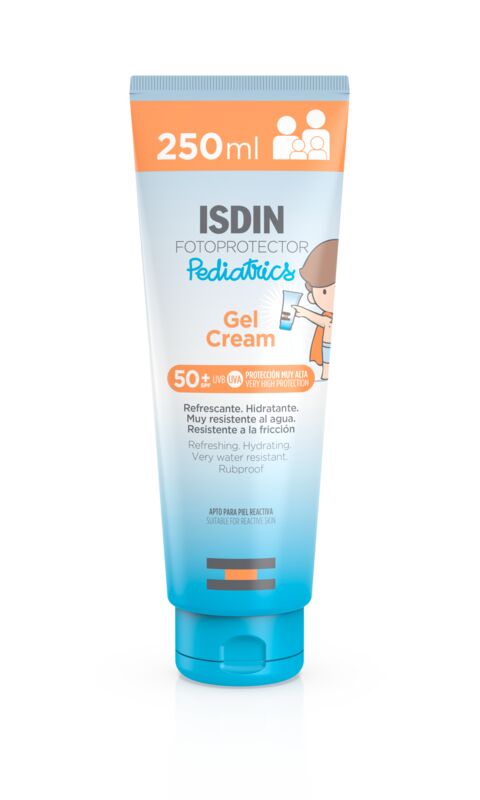 250ml
ISDIN
FOTOPROTECTOR
Pediatrics
Gel
Cream
50+ SPF UVB UVA PROTECCIÓN MUY ALTA
VERY HIGH PROTECTION
Refrescante. Hidratante.
Muy resistente al agua.
Resistente a la fricción
Refreshing. Hydrating.
Very water resistant.
Rubproof
APTO PARA PIEL REACTIVA
SUITABLE FOR REACTIVE SKIN